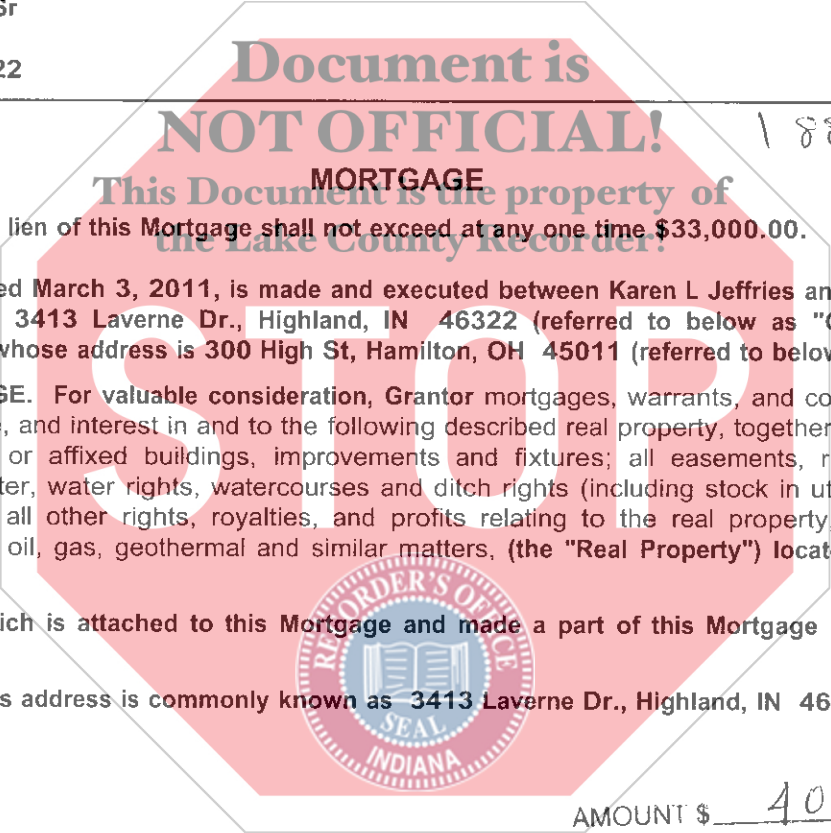 Sr
22
Document is
NOT OFFICIAL!
188
MORTGAGE
This Document is the property of
lien of this Mortgage shall not exceed at any one time $33,000.00.
the Lake County Recorder!
ed March 3, 2011, is made and executed between Karen L Jeffries an
3413 Laverne Dr., Highland, IN 46322 (referred to below as "G
whose address is 300 High St, Hamilton, OH 45011 (referred to below
GE. For valuable consideration, Grantor mortgages, warrants, and co
, and interest in and to the following described real property, together
or affixed buildings, improvements and fixtures; all easements, r
ter, water rights, watercourses and ditch rights (including stock in ut
all other rights, royalties, and profits relating to the real property,
oil, gas, geothermal and similar matters, (the "Real Property") locat
STOP
ich is attached to this Mortgage and made a part of this Mortgage
s address is commonly known as 3413 Laverne Dr., Highland, IN 46
RECORDER'S OFFICE
SEAL
INDIANA
AMOUNT $ 40